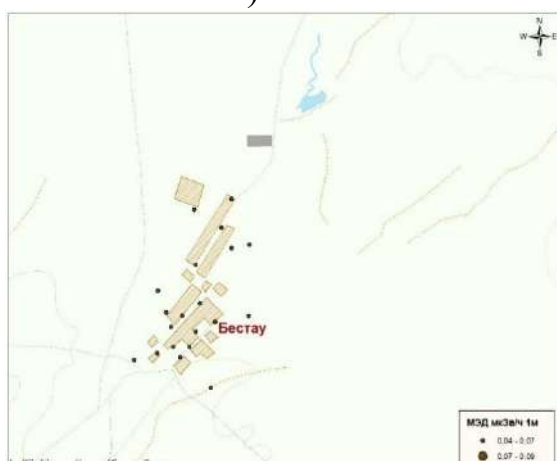 )
N
W E
S
Бестау
МЭД мкЗв/ч 1м
0,04 - 0,07
0,07 - 0,09